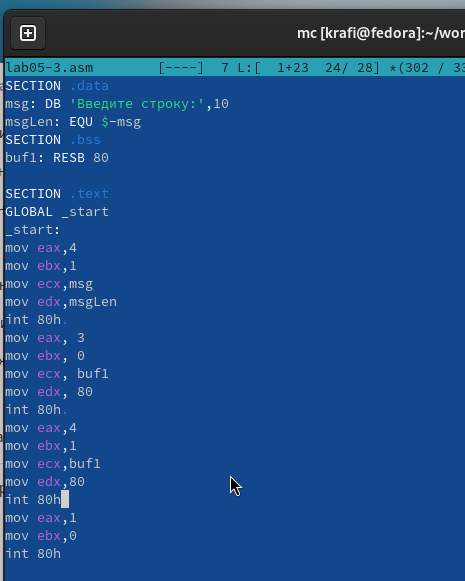 mc [krafi@fedora]:~/wor
lab05-3.asm [----] 7 L:[ 1+23 24/ 28] *(302 / 33
SECTION .data
msg: DB 'Введите строку:',10
msgLen: EQU $-msg
SECTION .bss
buf1: RESB 80
SECTION .text
GLOBAL _start
_start:
mov eax,4
mov ebx,1
mov ecx,msg
mov edx,msgLen
int 80h.
mov eax, 3
mov ebx, 0
mov ecx, buf1
mov edx, 80
int 80h.
mov eax,4
mov ebx,1
mov ecx,buf1
mov edx,80
int 80h
mov eax,1
mov ebx,0
int 80h